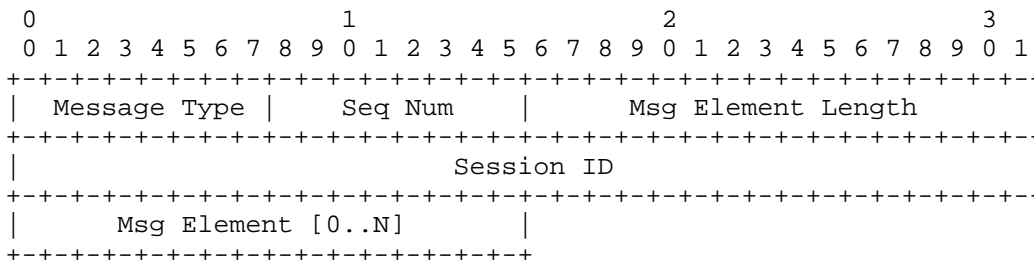 0                   1                   2                   3
 0 1 2 3 4 5 6 7 8 9 0 1 2 3 4 5 6 7 8 9 0 1 2 3 4 5 6 7 8 9 0 1
+-+-+-+-+-+-+-+-+-+-+-+-+-+-+-+-+-+-+-+-+-+-+-+-+-+-+-+-+-+-+-+-
|  Message Type |    Seq Num    |      Msg Element Length
+-+-+-+-+-+-+-+-+-+-+-+-+-+-+-+-+-+-+-+-+-+-+-+-+-+-+-+-+-+-+-+-
|                           Session ID
+-+-+-+-+-+-+-+-+-+-+-+-+-+-+-+-+-+-+-+-+-+-+-+-+-+-+-+-+-+-+-+-
|      Msg Element [0..N]       |
+-+-+-+-+-+-+-+-+-+-+-+-+-+-+-+-+